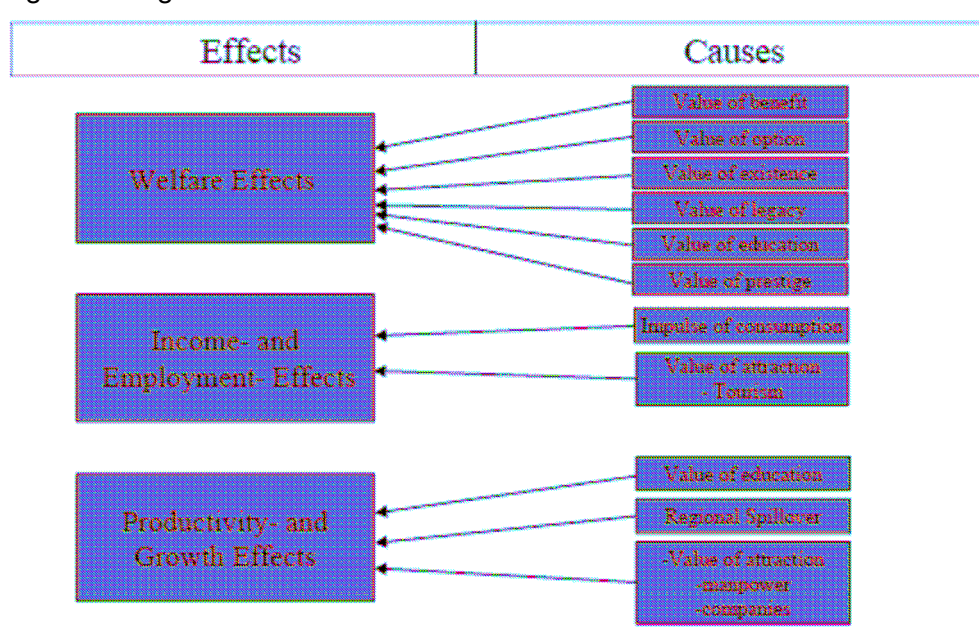 Effects
Causes
Welfare Effects
Value of benefit
Value of option
Value of existence
Value of legacy
Value of education
Value of prestige
Income- and
Employment- Effects
Impulse of consumption
Value of attraction
- Tourism
Productivity- and
Growth Effects
Value of education
Regional Spillover
-Value of attraction
-manpower
-companies